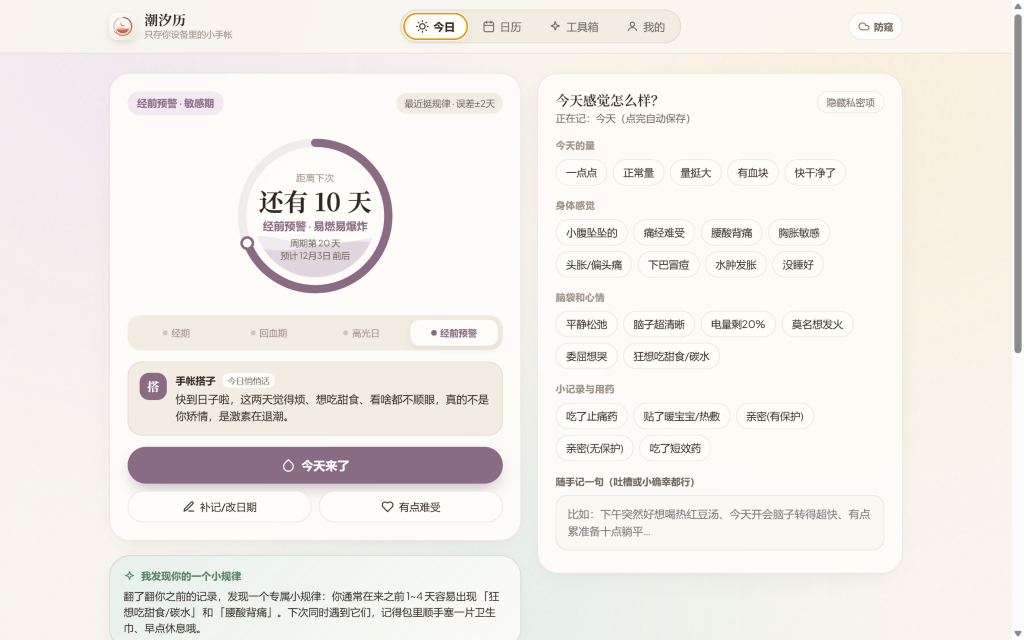 潮汐历
只存你设备里的小手帐
今日
日历
工具箱
我的
防窥
经前预警 · 敏感期
最近挺规律 · 误差±2天
距离下次
还有 10 天
经前预警 · 易燃易爆炸
周期第 20 天
预计 12月3日 前后
经期
回血期
高光日
经前预警
搭
手帐搭子
今日悄悄话
快到日子啦，这两天觉得烦、想吃甜食、看啥都不顺眼，真的不是
你矫情，是激素在退潮。
今天来了
补记/改日期
有点难受
我发现你的一个小规律
翻了翻你之前的记录，发现一个专属小规律：你通常在来之前 1~4 天容易出现「狂
想吃甜食/碳水」和「腰酸背痛」。下次同时遇到它们，记得包里顺手塞一片卫生
巾、早点休息哦。
今天感觉怎么样？
隐藏私密项
正在记：今天（点完自动保存）
今天的量
一点点
正常量
量挺大
有血块
快干净了
身体感觉
小腹坠坠的
痛经难受
腰酸背痛
胸胀敏感
头胀/偏头痛
下巴冒痘
水肿发胀
没睡好
脑袋和心情
平静松弛
脑子超清晰
电量剩20%
莫名想发火
委屈想哭
狂想吃甜食/碳水
小记录与用药
吃了止痛药
贴了暖宝宝/热敷
亲密(有保护)
亲密(无保护)
吃了短效药
随手记一句（吐槽或小确幸都行）
比如：下午突然好想喝热红豆汤、今天开会脑子转得超快、有点
累准备十点躺平...